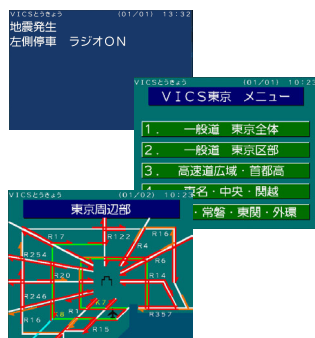 VICSとうきょう (01/01) 13:32
地震発生
左側停車 ラジオON
VICSとうきょう (01/01) 10:23
VICS東京 メニュー
1. 一般道 東京全体
2. 一般道 東京区部
3. 高速道広域・首都高
東名・中央・関越
・常磐・東関・外環
VICSとうきょう (01/02) 10:23
東京周辺部
R17
R122
R16
R4
R254
R6
R20
R14
R246
K7
K8
R1
R357
R16
R15